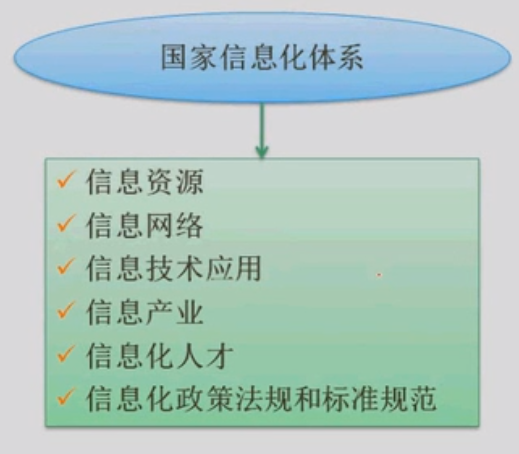 国家信息化体系
✓信息资源
✓信息网络
✓信息技术应用
✓信息产业
✓信息化人才
✓信息化政策法规和标准规范